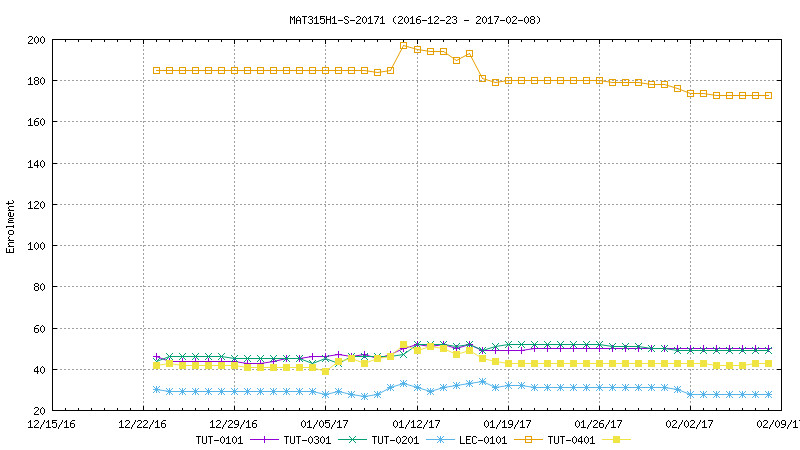 MAT315H1-S-20171 (2016-12-23 - 2017-02-08)
200
180
160
140
120
100
80
60
40
20
Enrolment
12/15/16 12/22/16 12/29/16 01/05/17 01/12/17 01/19/17 01/26/17 02/02/17 02/09/17
TUT-0101 TUT-0301 TUT-0201 LEC-0101 TUT-0401